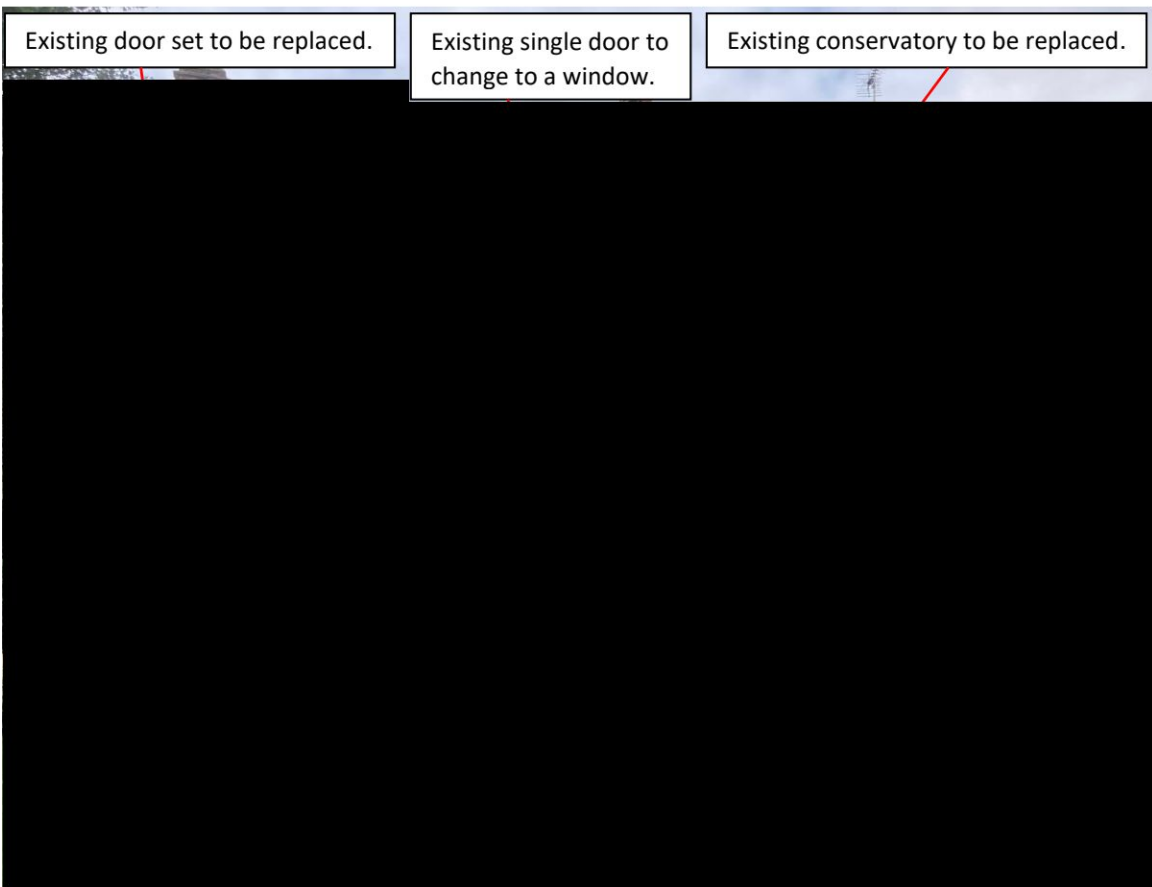 Existing door set to be replaced.
Existing single door to
change to a window.
Existing conservatory to be replaced.